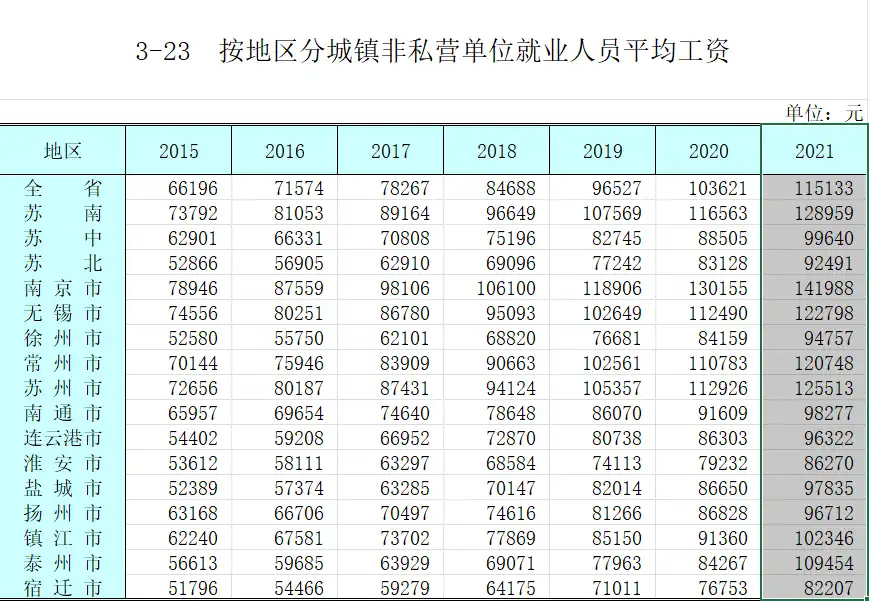 3-23 按地区分城镇非私营单位就业人员平均工资
单位：元
地区 2015 2016 2017 2018 2019 2020 2021
全省 66196 71574 78267 84688 96527 103621 115133
苏南 73792 81053 89164 96649 107569 116563 128959
苏中 62901 66331 70808 75196 82745 88505 99640
苏北 52866 56905 62910 69096 77242 83128 92491
南京市 78946 87559 98106 106100 118906 130155 141988
无锡市 74556 80251 86780 95093 102649 112490 122798
徐州市 52580 55750 62101 68820 76681 84159 94757
常州市 70144 75946 83909 90663 102561 110783 120748
苏州市 72656 80187 87431 94124 105357 112926 125513
南通市 65957 69654 74640 78648 86070 91609 98277
连云港市 54402 59208 66952 72870 80738 86303 96322
淮安市 53612 58111 63297 68584 74113 79232 86270
盐城市 52389 57374 63285 70147 82014 86650 97835
扬州市 63168 66706 70497 74616 81266 86828 96712
镇江市 62240 67581 73702 77869 85150 91360 102346
泰州市 56613 59685 63929 69071 77963 84267 109454
宿迁市 51796 54466 59279 64175 71011 76753 82207